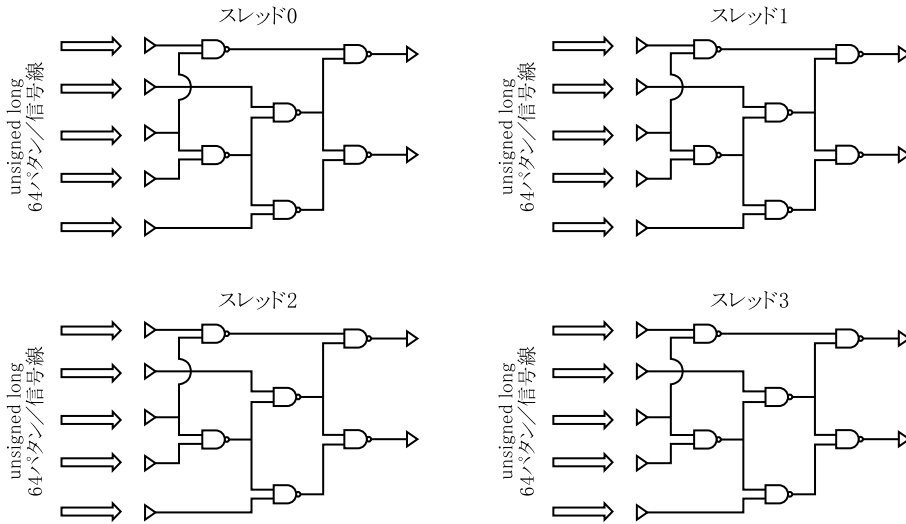 スレッド0
unsigned long
64パタン/信号線
スレッド1
unsigned long
64パタン/信号線
スレッド2
unsigned long
64パタン/信号線
スレッド3
unsigned long
64パタン/信号線